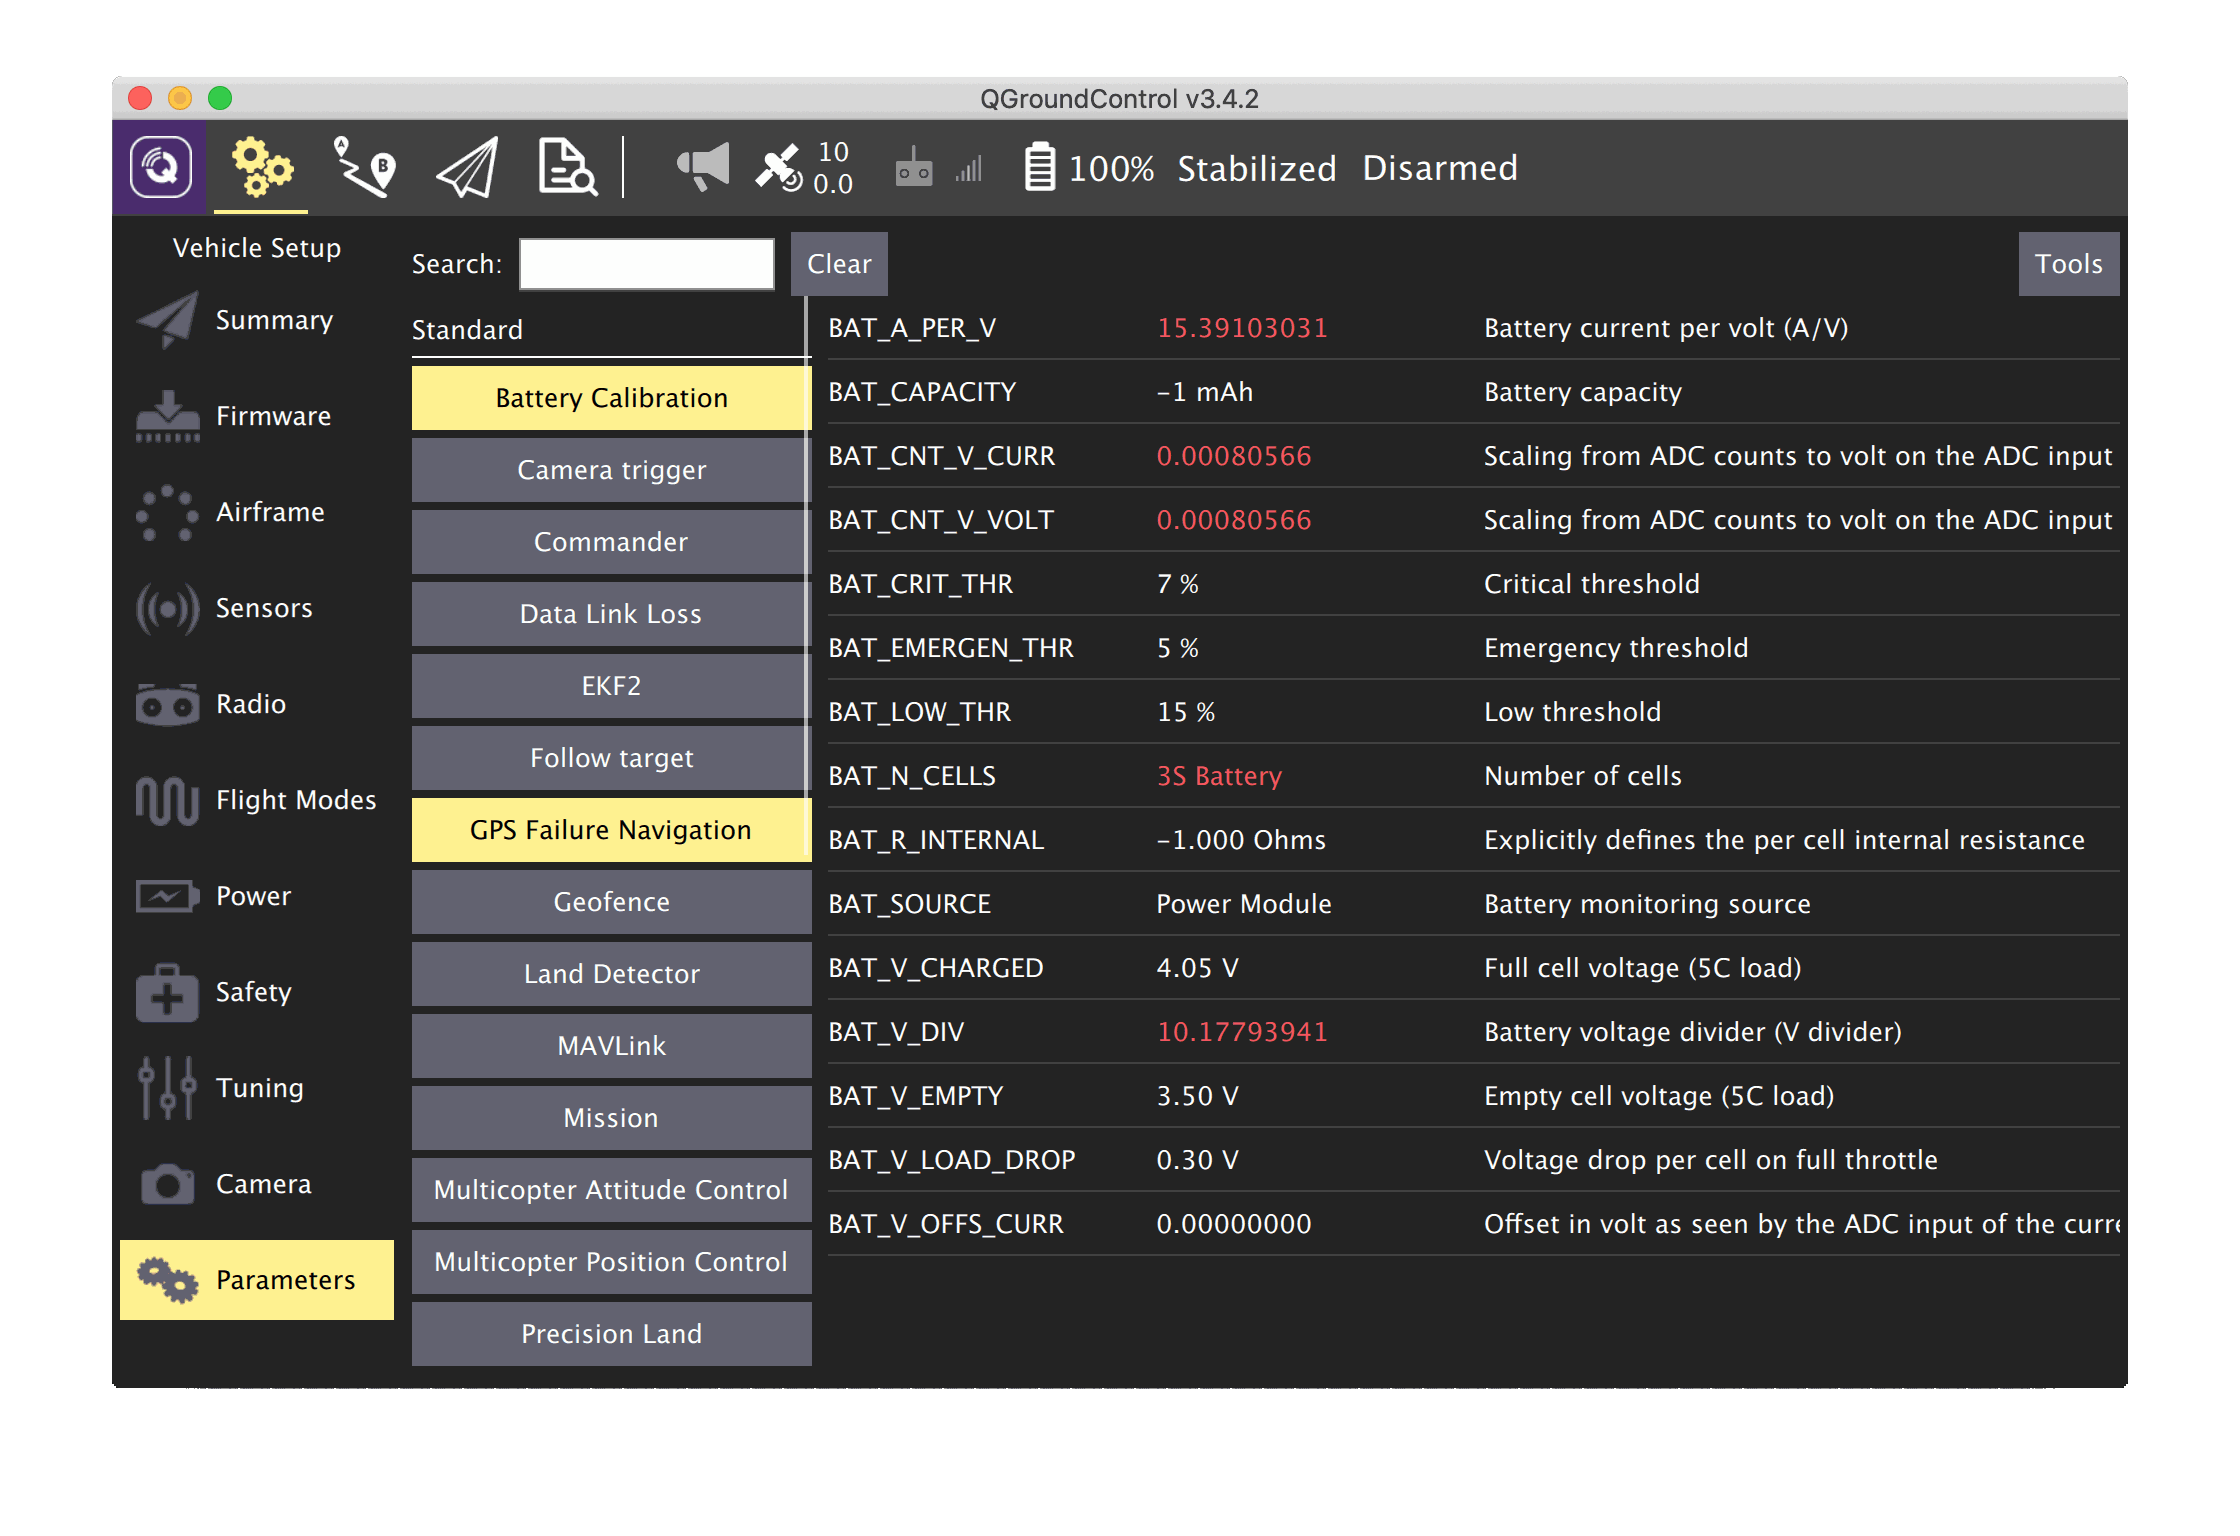 QGroundControl v3.4.2
10
0.0
100% Stabilized Disarmed
Vehicle Setup
Summary
Firmware
Airframe
Sensors
Radio
Flight Modes
Power
Safety
Tuning
Camera
Parameters
Search:
Clear
Tools
Standard
Battery Calibration
Camera trigger
Commander
Data Link Loss
EKF2
Follow target
GPS Failure Navigation
Geofence
Land Detector
MAVLink
Mission
Multicopter Attitude Control
Multicopter Position Control
Precision Land
BAT_A_PER_V 15.39103031 Battery current per volt (A/V)
BAT_CAPACITY -1 mAh Battery capacity
BAT_CNT_V_CURR 0.00080566 Scaling from ADC counts to volt on the ADC input
BAT_CNT_V_VOLT 0.00080566 Scaling from ADC counts to volt on the ADC input
BAT_CRIT_THR 7 % Critical threshold
BAT_EMERGEN_THR 5 % Emergency threshold
BAT_LOW_THR 15 % Low threshold
BAT_N_CELLS 3S Battery Number of cells
BAT_R_INTERNAL -1.000 Ohms Explicitly defines the per cell internal resistance
BAT_SOURCE Power Module Battery monitoring source
BAT_V_CHARGED 4.05 V Full cell voltage (5C load)
BAT_V_DIV 10.17793941 Battery voltage divider (V divider)
BAT_V_EMPTY 3.50 V Empty cell voltage (5C load)
BAT_V_LOAD_DROP 0.30 V Voltage drop per cell on full throttle
BAT_V_OFFS_CURR 0.00000000 Offset in volt as seen by the ADC input of the curre